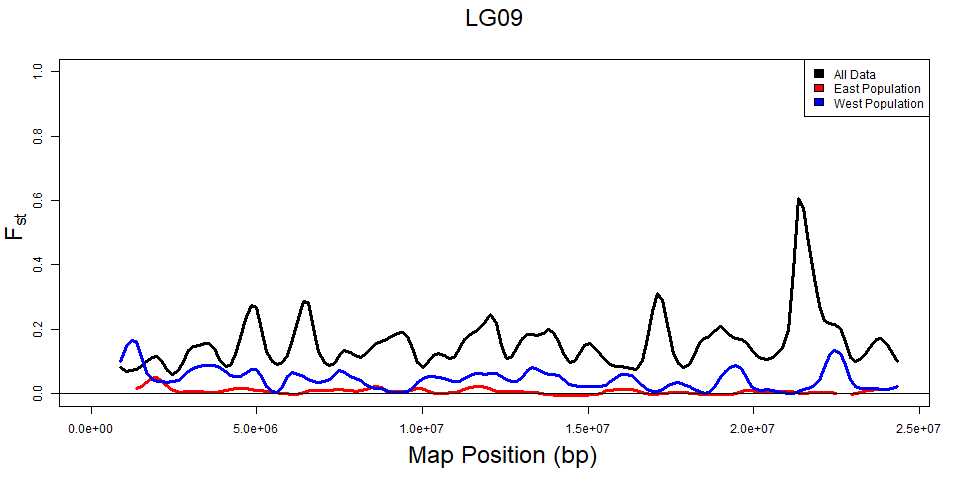 LG09
All Data
East Population
West Population
1.0
0.8
0.6
0.4
0.2
0.0
Fst
0.0e+00 5.0e+06 1.0e+07 1.5e+07 2.0e+07 2.5e+07
Map Position (bp)